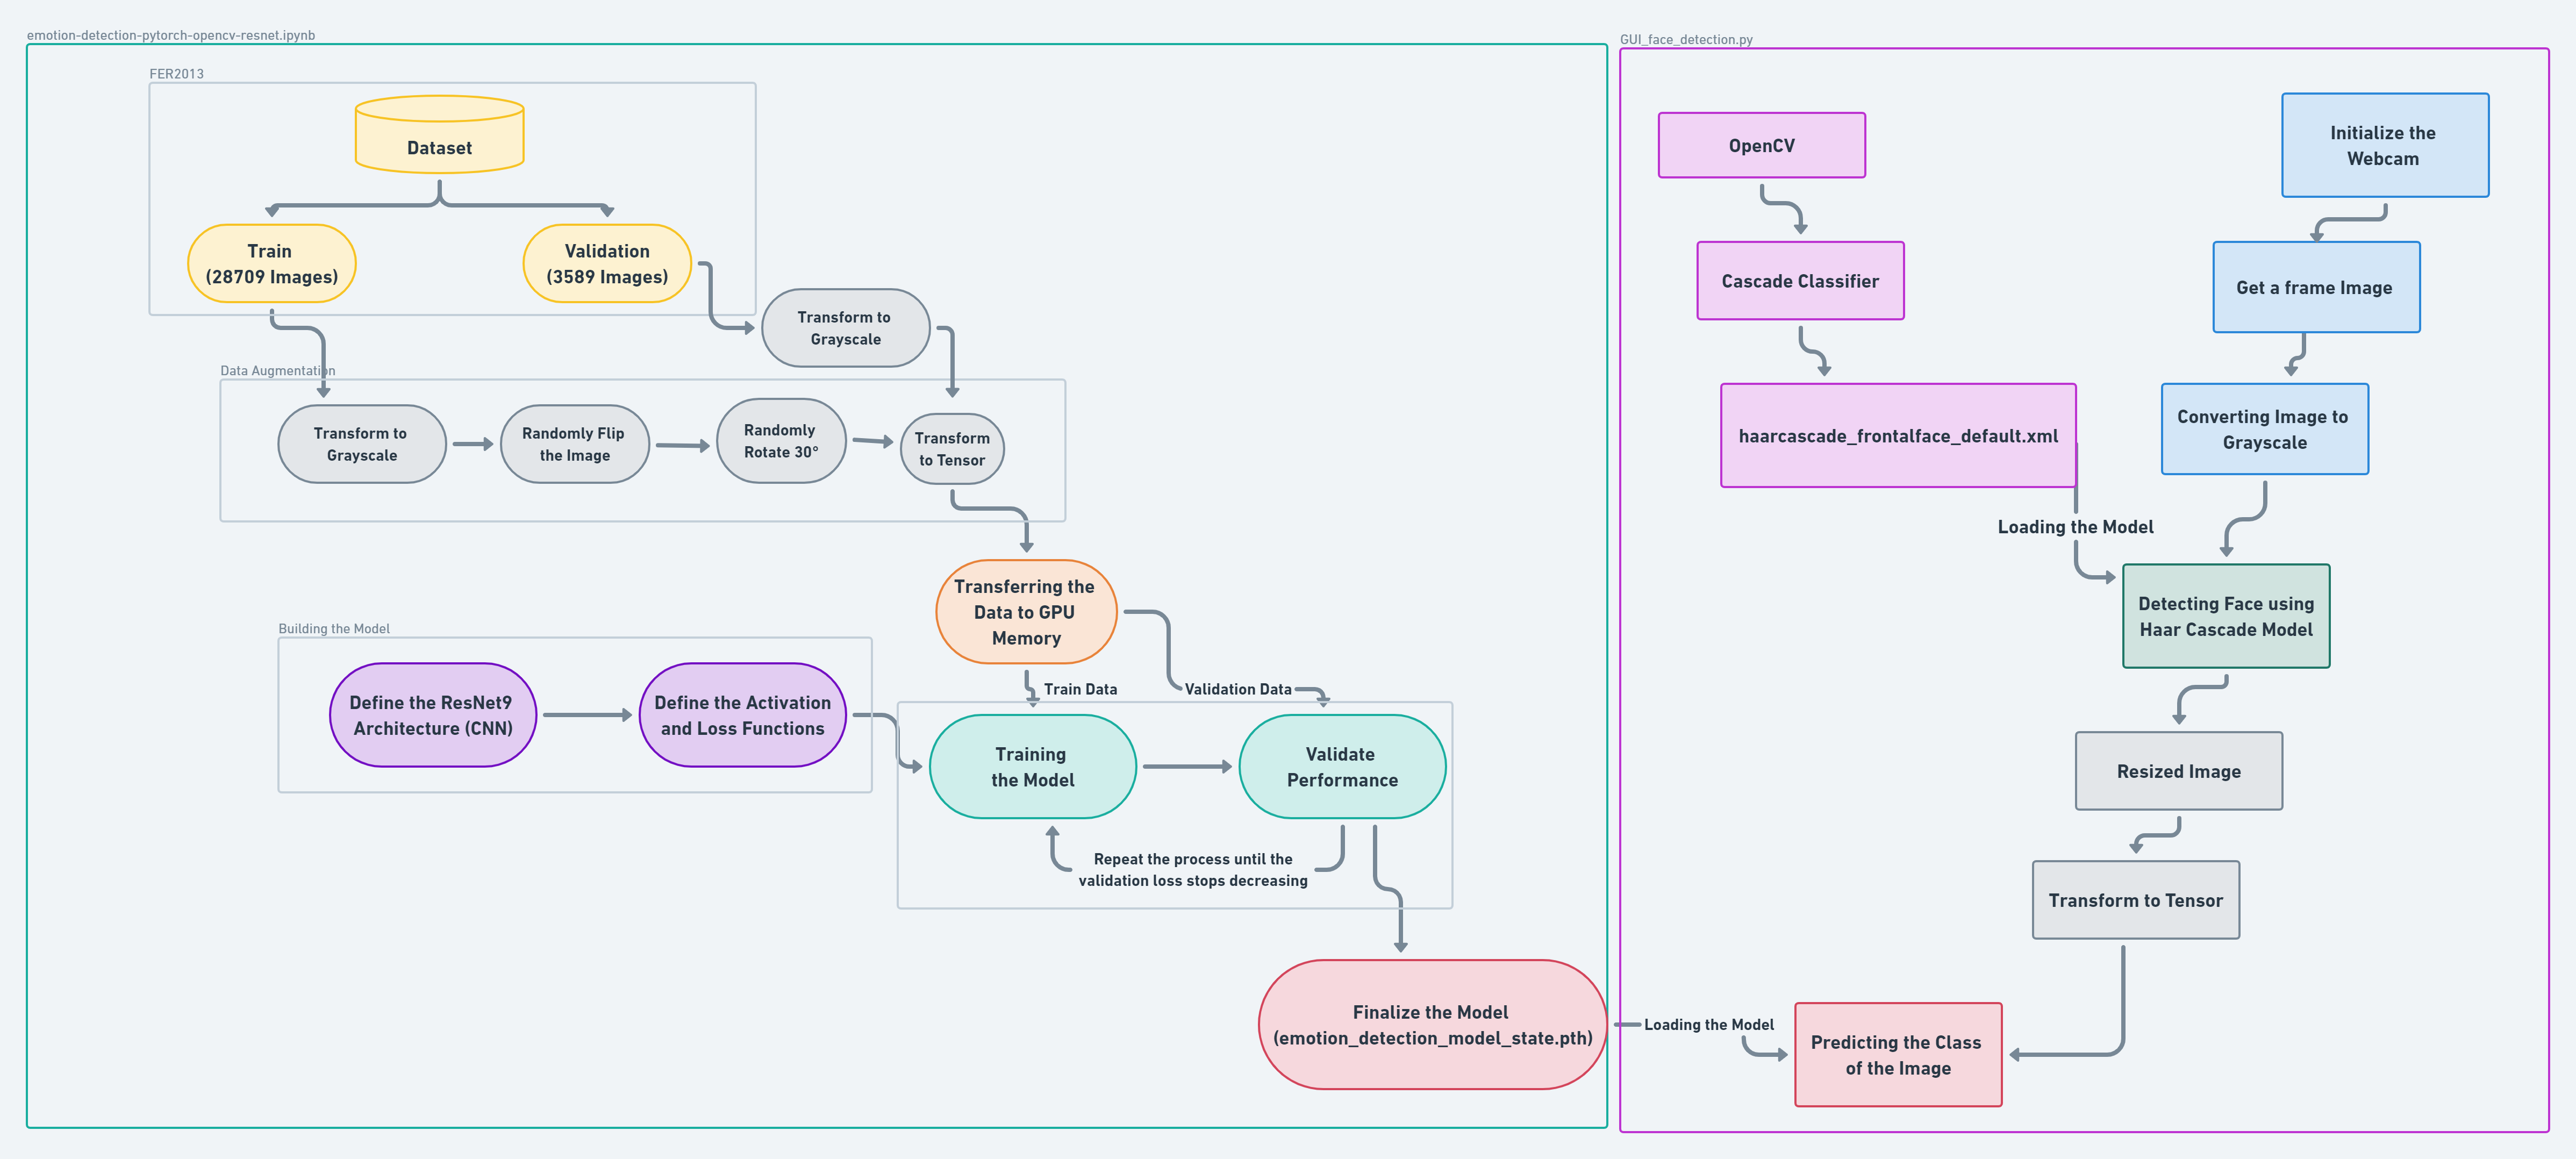 emotion-detection-pytorch-opencv-resnet.ipynb
FER2013
Dataset
Train
(28709 Images)
Validation
(3589 Images)
Transform to
Grayscale
Data Augmentation
Transform to
Grayscale
Randomly Flip
the Image
Randomly
Rotate 30°
Transform
to Tensor
Transferring the
Data to GPU
Memory
Building the Model
Define the ResNet9
Architecture (CNN)
Define the Activation
and Loss Functions
Train Data
Validation Data
Training
the Model
Validate
Performance
Repeat the process until the
validation loss stops decreasing
Finalize the Model
(emotion_detection_model_state.pth)
Loading the Model
GUI_face_detection.py
OpenCV
Cascade Classifier
haarcascade_frontalface_default.xml
Loading the Model
Initialize the
Webcam
Get a frame Image
Converting Image to
Grayscale
Detecting Face using
Haar Cascade Model
Resized Image
Transform to Tensor
Predicting the Class
of the Image